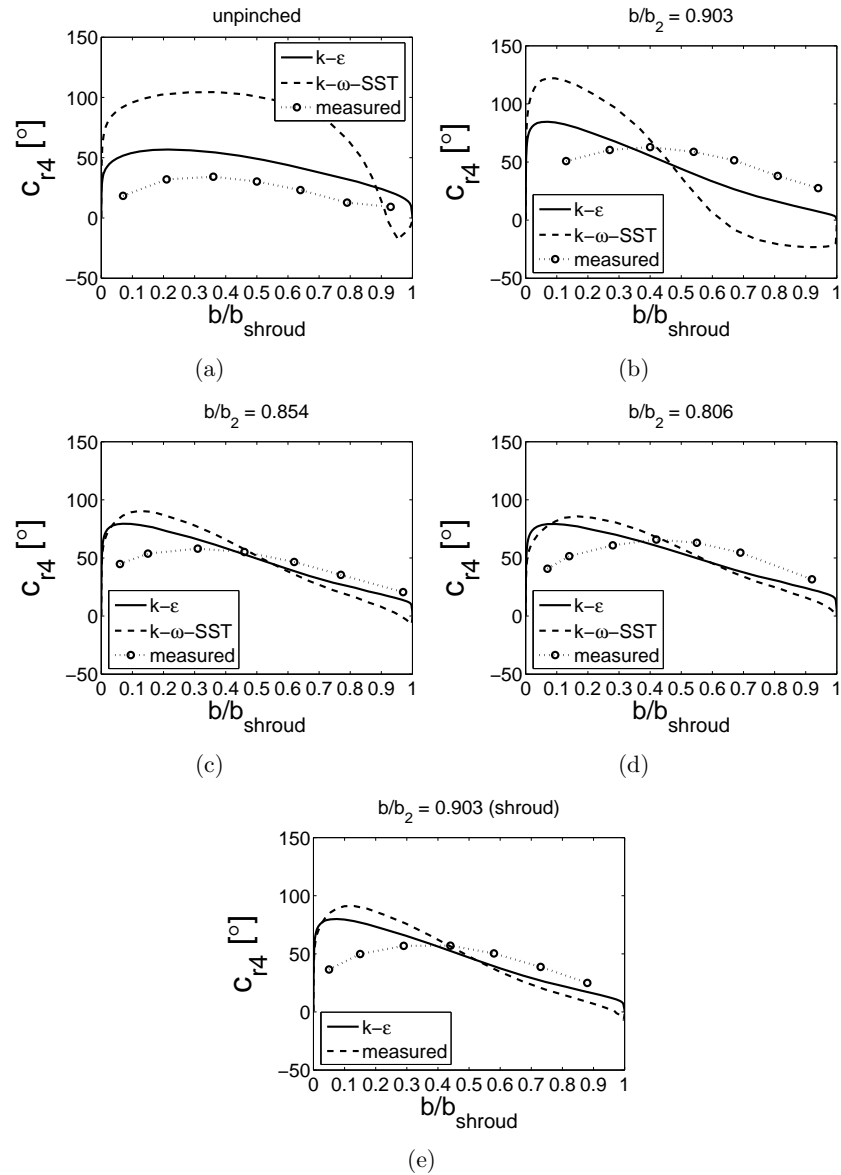 unpinched
150
100
50
0
−50
c_r4 [°]
k−ε
k−ω−SST
measured
0 0.1 0.2 0.3 0.4 0.5 0.6 0.7 0.8 0.9 1
b/b_shroud
(a)
b/b_2 = 0.903
150
100
50
0
−50
c_r4 [°]
k−ε
k−ω−SST
measured
0 0.1 0.2 0.3 0.4 0.5 0.6 0.7 0.8 0.9 1
b/b_shroud
(b)
b/b_2 = 0.854
150
100
50
0
−50
c_r4 [°]
k−ε
k−ω−SST
measured
0 0.1 0.2 0.3 0.4 0.5 0.6 0.7 0.8 0.9 1
b/b_shroud
(c)
b/b_2 = 0.806
150
100
50
0
−50
c_r4 [°]
k−ε
k−ω−SST
measured
0 0.1 0.2 0.3 0.4 0.5 0.6 0.7 0.8 0.9 1
b/b_shroud
(d)
b/b_2 = 0.903 (shroud)
150
100
50
0
−50
c_r4 [°]
k−ε
measured
0 0.1 0.2 0.3 0.4 0.5 0.6 0.7 0.8 0.9 1
b/b_shroud
(e)